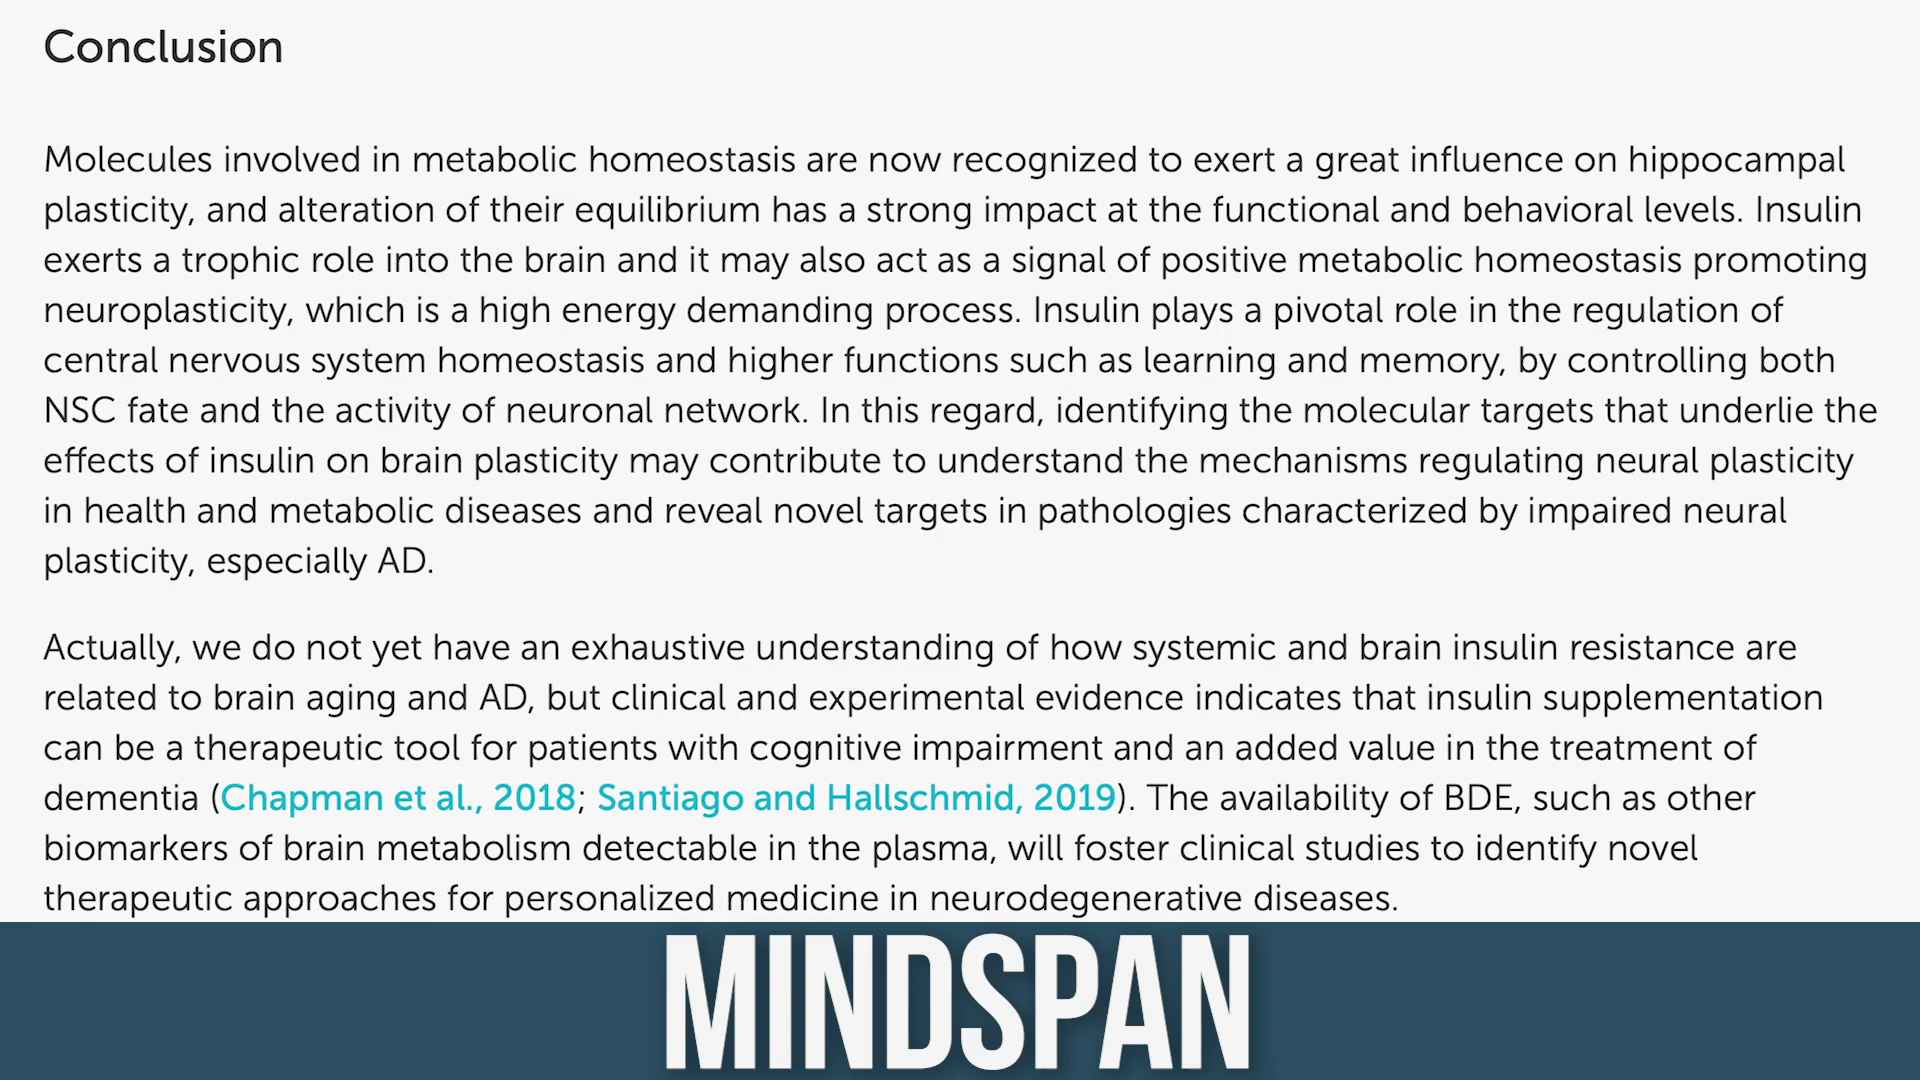 Conclusion
Molecules involved in metabolic homeostasis are now recognized to exert a great influence on hippocampal
plasticity, and alteration of their equilibrium has a strong impact at the functional and behavioral levels. Insulin
exerts a trophic role into the brain and it may also act as a signal of positive metabolic homeostasis promoting
neuroplasticity, which is a high energy demanding process. Insulin plays a pivotal role in the regulation of
central nervous system homeostasis and higher functions such as learning and memory, by controlling both
NSC fate and the activity of neuronal network. In this regard, identifying the molecular targets that underlie the
effects of insulin on brain plasticity may contribute to understand the mechanisms regulating neural plasticity
in health and metabolic diseases and reveal novel targets in pathologies characterized by impaired neural
plasticity, especially AD.
Actually, we do not yet have an exhaustive understanding of how systemic and brain insulin resistance are
related to brain aging and AD, but clinical and experimental evidence indicates that insulin supplementation
can be a therapeutic tool for patients with cognitive impairment and an added value in the treatment of
dementia (Chapman et al., 2018; Santiago and Hallschmid, 2019). The availability of BDE, such as other
biomarkers of brain metabolism detectable in the plasma, will foster clinical studies to identify novel
therapeutic approaches for personalized medicine in neurodegenerative diseases.
MINDSPAN